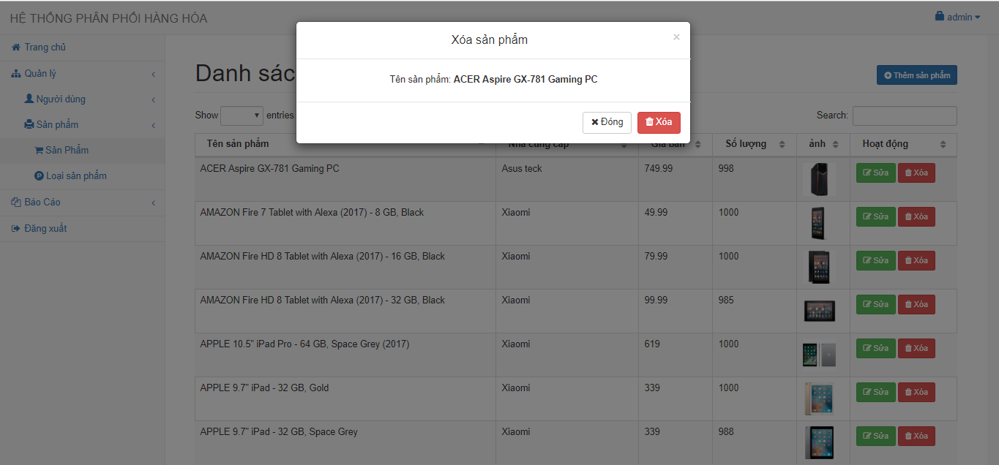 HỆ THỐNG PHÂN PHỐI HÀNG HÓA
admin
Xóa sản phẩm
×
Tên sản phẩm: ACER Aspire GX-781 Gaming PC
Đóng Xóa
Trang chủ
Quản lý
Người dùng
Sản phẩm
Sản Phẩm
Loại sản phẩm
Báo Cáo
Đăng xuất
Danh sác
Thêm sản phẩm
Show entries Search:
Tên sản phẩm Nhà cung cấp Giá bán Số lượng ảnh Hoạt động
ACER Aspire GX-781 Gaming PC Asus teck 749.99 998 Sửa Xóa
AMAZON Fire 7 Tablet with Alexa (2017) - 8 GB, Black Xiaomi 49.99 1000 Sửa Xóa
AMAZON Fire HD 8 Tablet with Alexa (2017) - 16 GB, Black Xiaomi 79.99 1000 Sửa Xóa
AMAZON Fire HD 8 Tablet with Alexa (2017) - 32 GB, Black Xiaomi 99.99 985 Sửa Xóa
APPLE 10.5" iPad Pro - 64 GB, Space Grey (2017) Xiaomi 619 1000 Sửa Xóa
APPLE 9.7" iPad - 32 GB, Gold Xiaomi 339 1000 Sửa Xóa
APPLE 9.7" iPad - 32 GB, Space Grey Xiaomi 339 988 Sửa Xóa